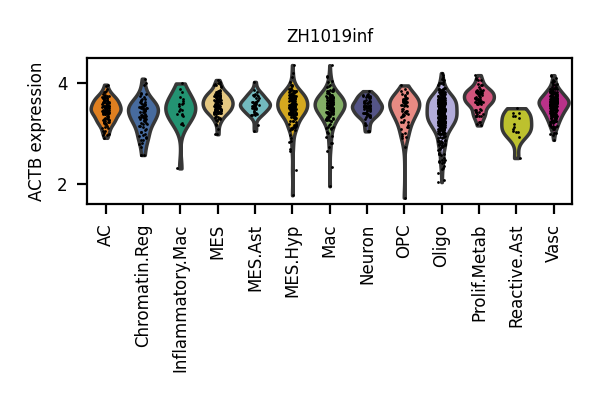 ZH1019inf
ACTB expression
4
2
AC
Chromatin.Reg
Inflammatory.Mac
MES
MES.Ast
MES.Hyp
Mac
Neuron
OPC
Oligo
Prolif.Metab
Reactive.Ast
Vasc